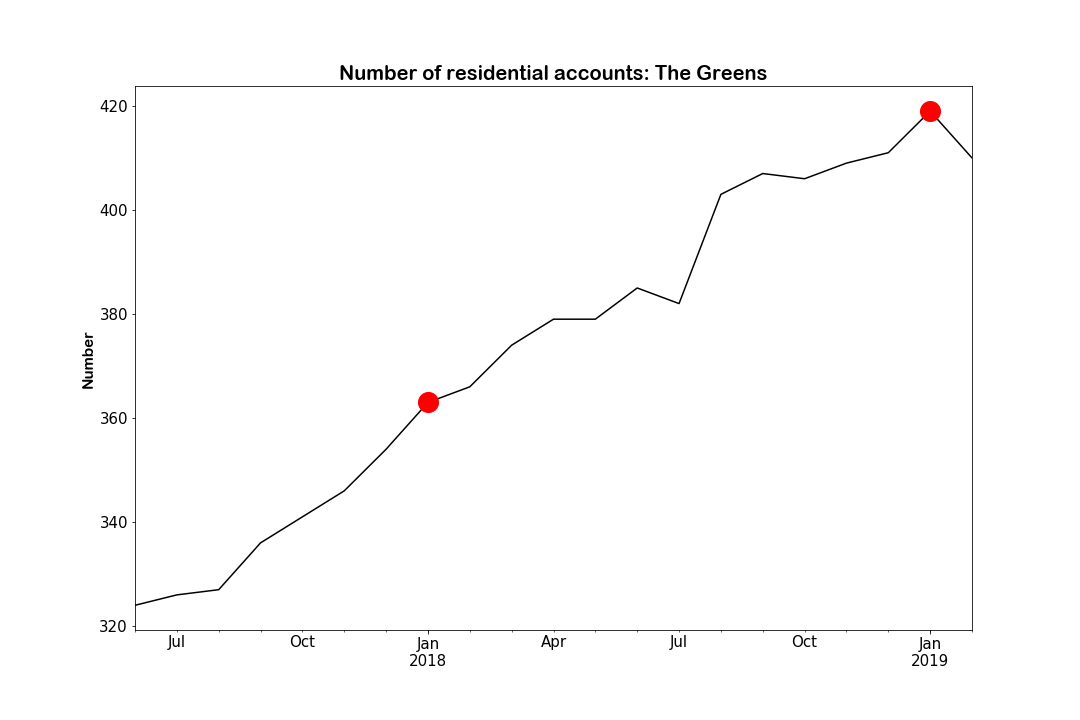 Number of residential accounts: The Greens
420
400
380
360
340
320
Number
Jul
Oct
Jan
2018
Apr
Jul
Oct
Jan
2019